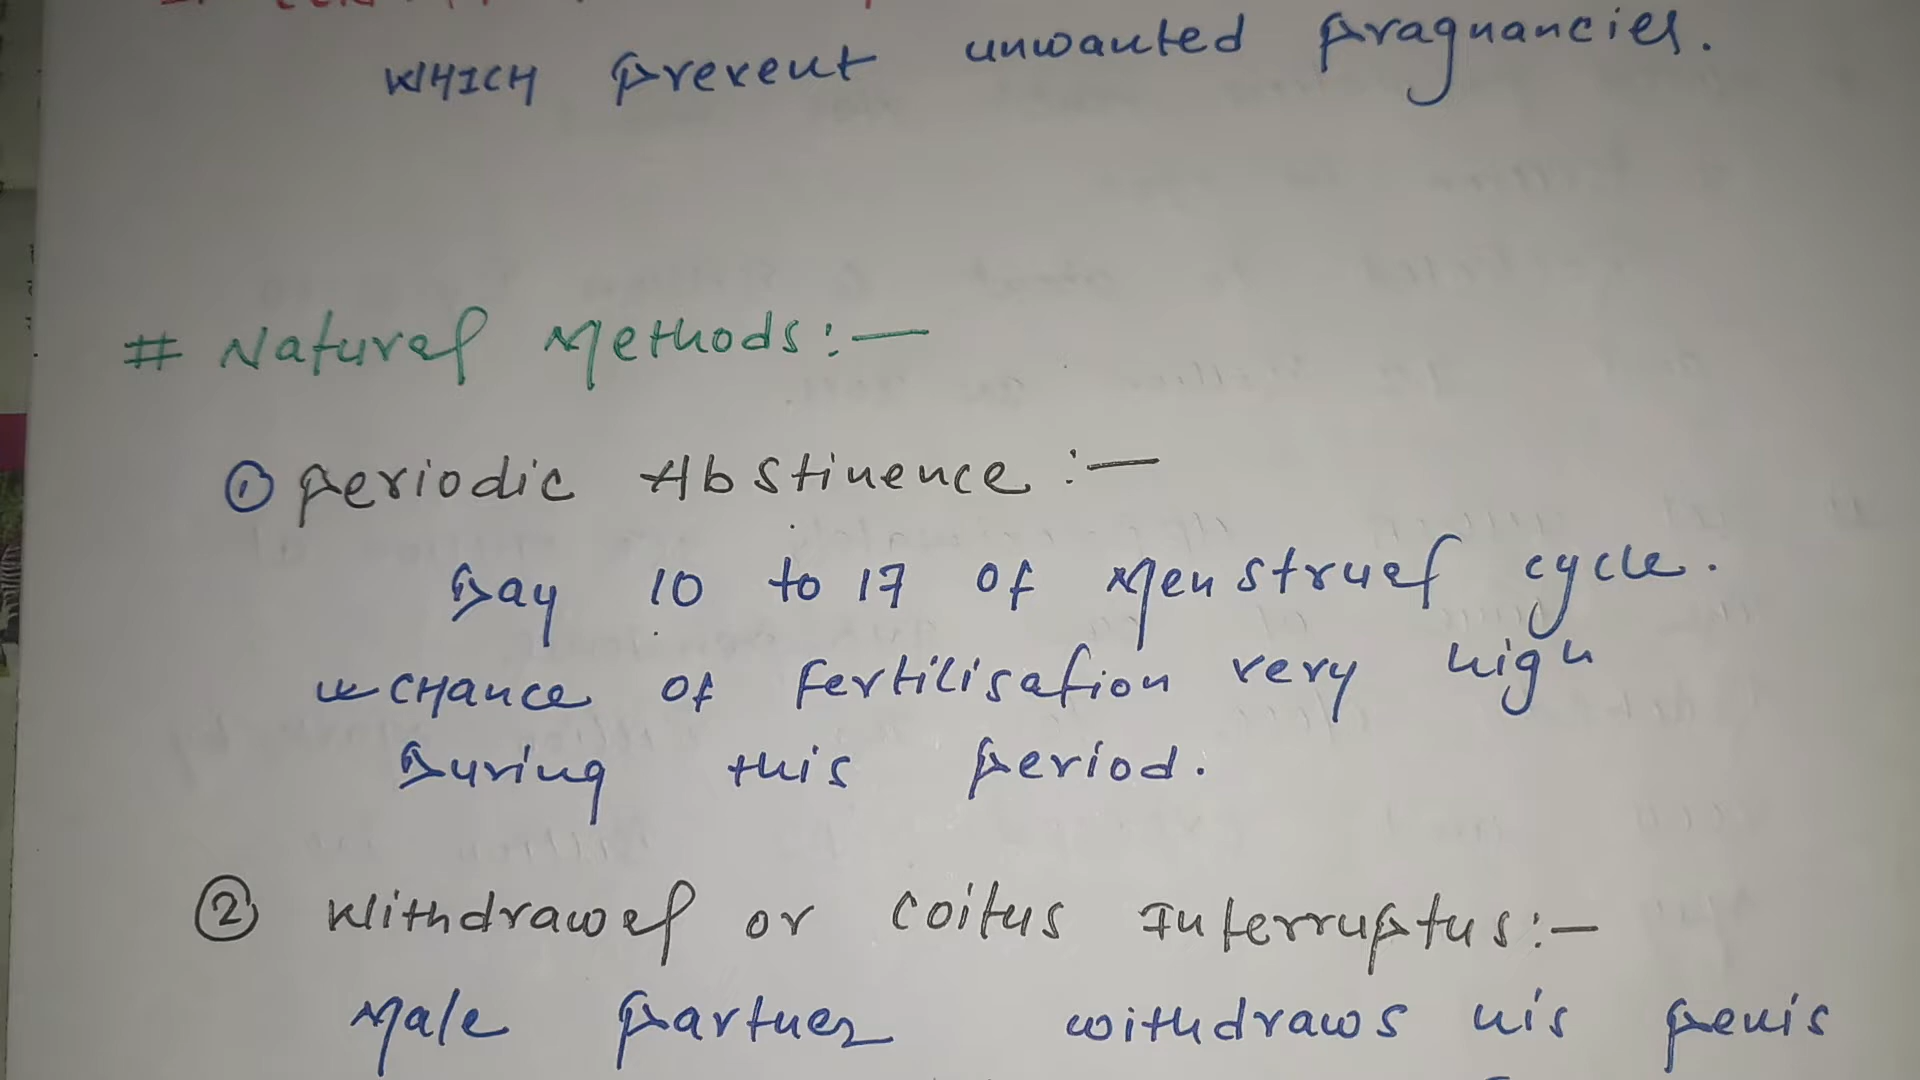 WHICH prevent unwanted pragnancies.
# Natural Methods:—
① periodic Abstinence :—
Day 10 to 17 of Menstrual cycle.
chance of fertilisation very high
During this period.
② Withdrawal or coitus Interruptus:—
Male partner withdraws his penis